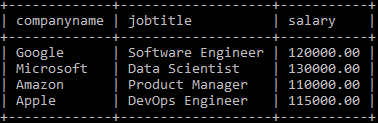 +-------------+-------------------+-----------+
| companyname | jobtitle          | salary    |
+-------------+-------------------+-----------+
| Google      | Software Engineer | 120000.00 |
| Microsoft   | Data Scientist    | 130000.00 |
| Amazon      | Product Manager   | 110000.00 |
| Apple       | DevOps Engineer   | 115000.00 |
+-------------+-------------------+-----------+